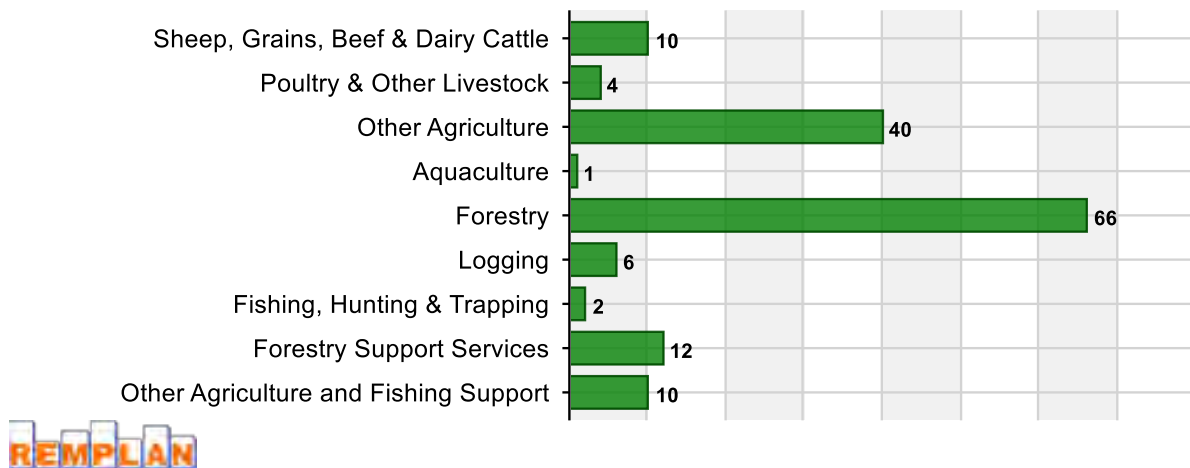 Sheep, Grains, Beef & Dairy Cattle 10
Poultry & Other Livestock 4
Other Agriculture 40
Aquaculture 1
Forestry 66
Logging 6
Fishing, Hunting & Trapping 2
Forestry Support Services 12
Other Agriculture and Fishing Support 10
REMPLAN